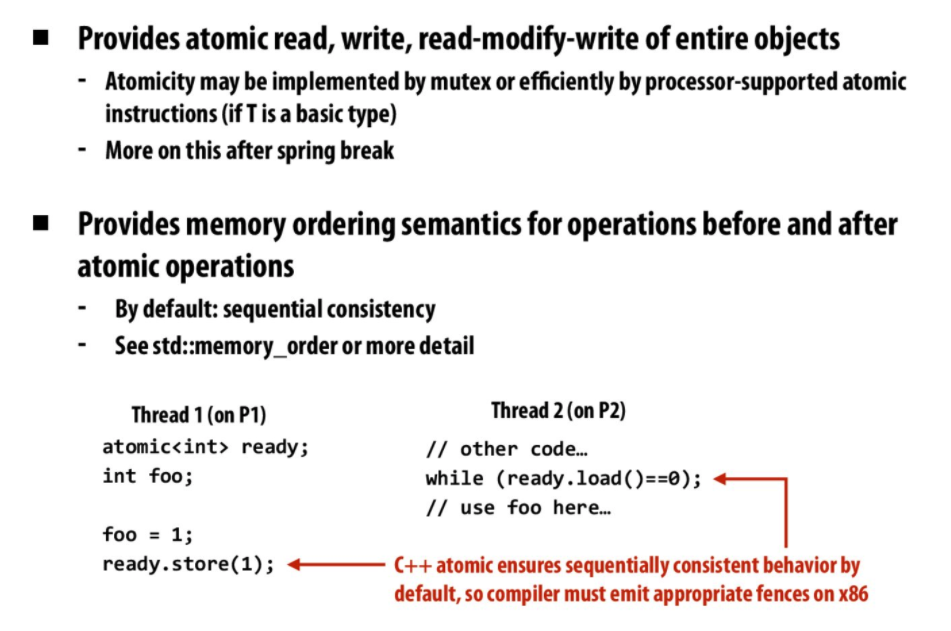 ■ Provides atomic read, write, read-modify-write of entire objects
- Atomicity may be implemented by mutex or efficiently by processor-supported atomic
instructions (if T is a basic type)
- More on this after spring break
■ Provides memory ordering semantics for operations before and after
atomic operations
- By default: sequential consistency
- See std::memory_order or more detail
Thread 1 (on P1)
atomic<int> ready;
int foo;
foo = 1;
ready.store(1);
Thread 2 (on P2)
// other code…
while (ready.load()==0);
// use foo here…
C++ atomic ensures sequentially consistent behavior by
default, so compiler must emit appropriate fences on x86